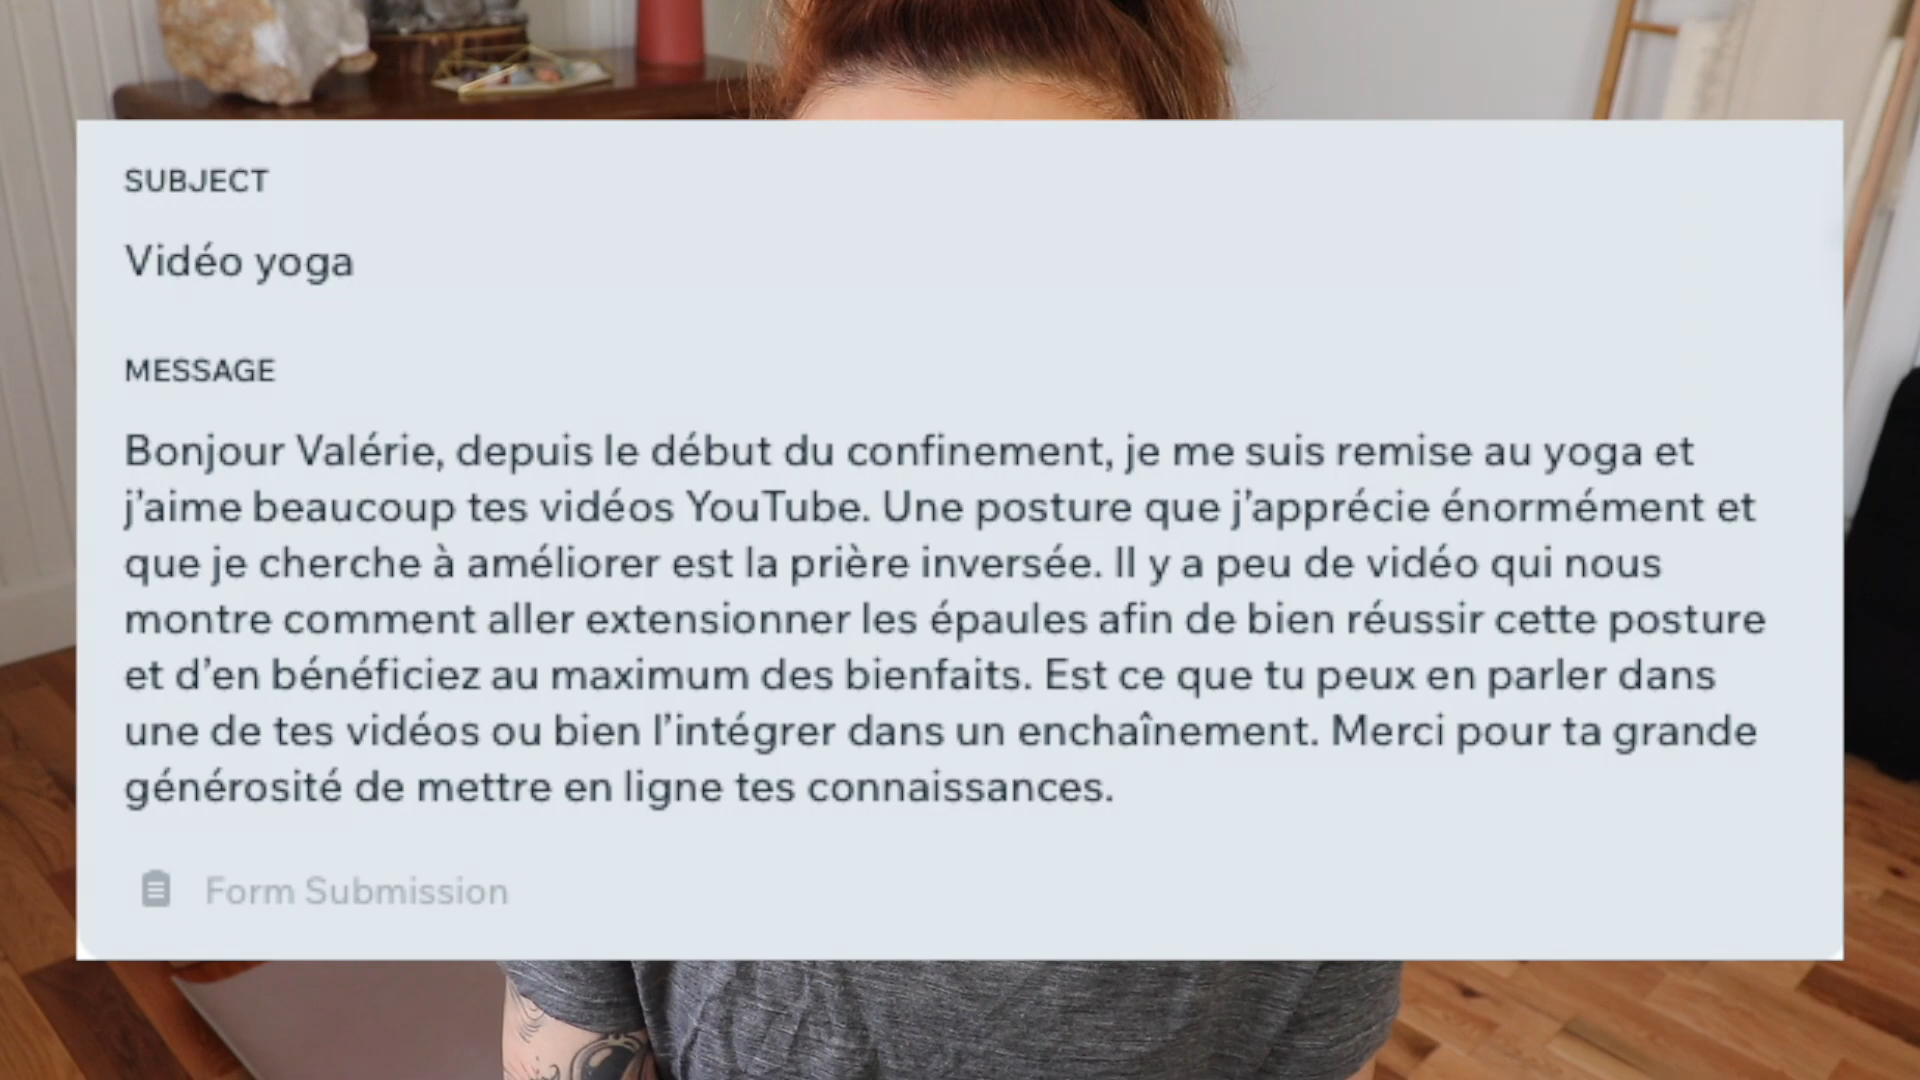 SUBJECT
Vidéo yoga
MESSAGE
Bonjour Valérie, depuis le début du confinement, je me suis remise au yoga et
j’aime beaucoup tes vidéos YouTube. Une posture que j’apprécie énormément et
que je cherche à améliorer est la prière inversée. Il y a peu de vidéo qui nous
montre comment aller extensionner les épaules afin de bien réussir cette posture
et d’en bénéficiez au maximum des bienfaits. Est ce que tu peux en parler dans
une de tes vidéos ou bien l’intégrer dans un enchaînement. Merci pour ta grande
générosité de mettre en ligne tes connaissances.
Form Submission